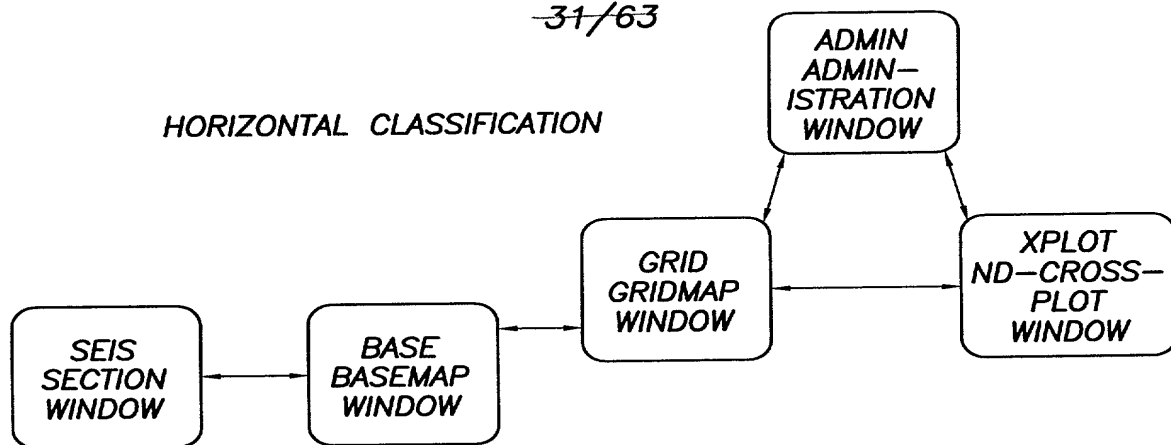 31/63
HORIZONTAL CLASSIFICATION
ADMIN
ADMIN-
ISTRATION
WINDOW
GRID
GRIDMAP
WINDOW
XPLOT
ND-CROSS-
PLOT
WINDOW
SEIS
SECTION
WINDOW
BASE
BASEMAP
WINDOW